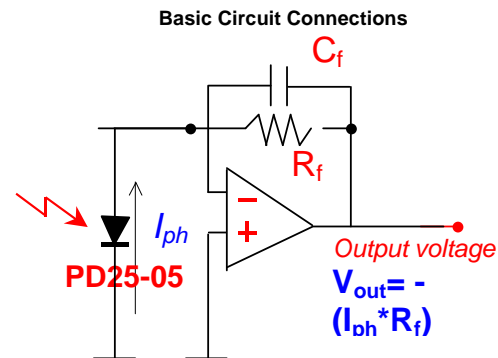 Basic Circuit Connections
Cf
Rf
−
+
Iph
PD25-05
Output voltage
Vout= -
(Iph*Rf)